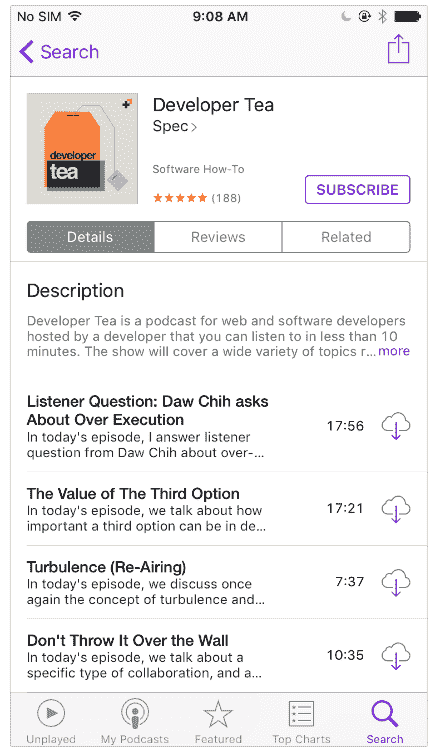 No SIM 9:08 AM
Search
developer
tea
Developer Tea
Spec
Software How-To
(188)
SUBSCRIBE
Details Reviews Related
Description
Developer Tea is a podcast for web and software developers
hosted by a developer that you can listen to in less than 10
minutes. The show will cover a wide variety of topics r... more
Listener Question: Daw Chih asks
About Over Execution
17:56
In today's episode, I answer listener
question from Daw Chih about over-...
The Value of The Third Option
17:21
In today's episode, we talk about how
important a third option can be in de...
Turbulence (Re-Airing)
7:37
In today's episode, we discuss once
again the concept of turbulence and...
Don't Throw It Over the Wall
10:35
In today's episode, we talk about a
specific type of collaboration, and a...
Unplayed My Podcasts Featured Top Charts Search